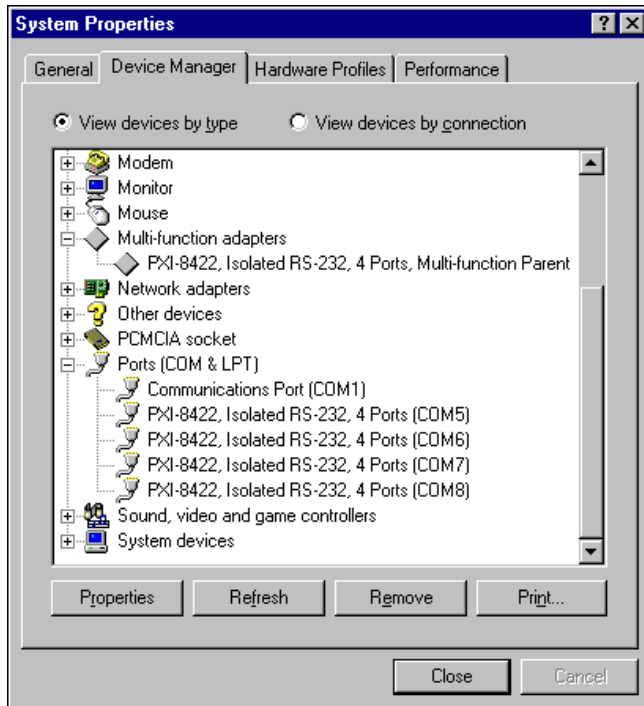 System Properties
General Device Manager Hardware Profiles Performance
View devices by type View devices by connection
Modem
Monitor
Mouse
Multi-function adapters
PXI-8422, Isolated RS-232, 4 Ports, Multi-function Parent
Network adapters
Other devices
PCMCIA socket
Ports (COM & LPT)
Communications Port (COM1)
PXI-8422, Isolated RS-232, 4 Ports (COM5)
PXI-8422, Isolated RS-232, 4 Ports (COM6)
PXI-8422, Isolated RS-232, 4 Ports (COM7)
PXI-8422, Isolated RS-232, 4 Ports (COM8)
Sound, video and game controllers
System devices
Properties Refresh Remove Print...
Close Cancel